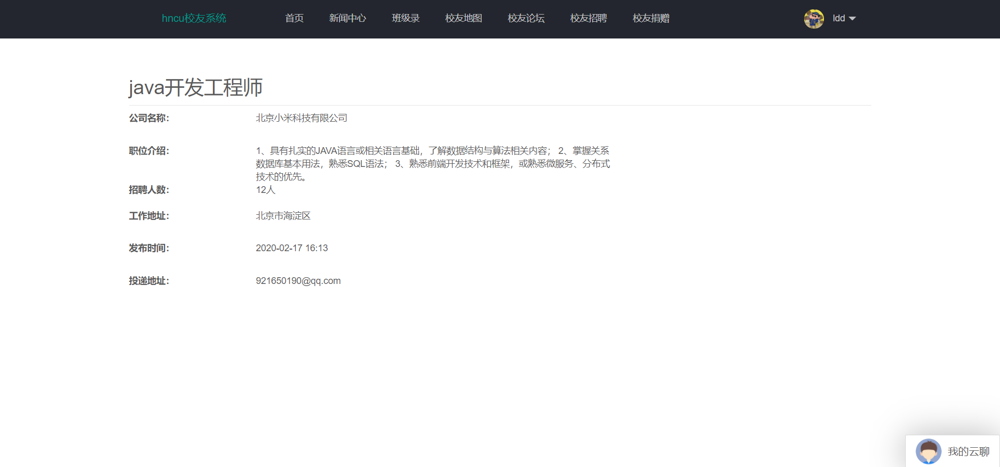 hncu校友系统 首页 新闻中心 班级录 校友地图 校友论坛 校友招聘 校友捐赠 ldd
java开发工程师
公司名称： 北京小米科技有限公司
职位介绍： 1、具有扎实的JAVA语言或相关语言基础，了解数据结构与算法相关内容； 2、掌握关系
数据库基本用法，熟悉SQL语法； 3、熟悉前端开发技术和框架，或熟悉微服务、分布式
技术的优先。
招聘人数： 12人
工作地址： 北京市海淀区
发布时间： 2020-02-17 16:13
投递地址： 921650190@qq.com
我的云聊